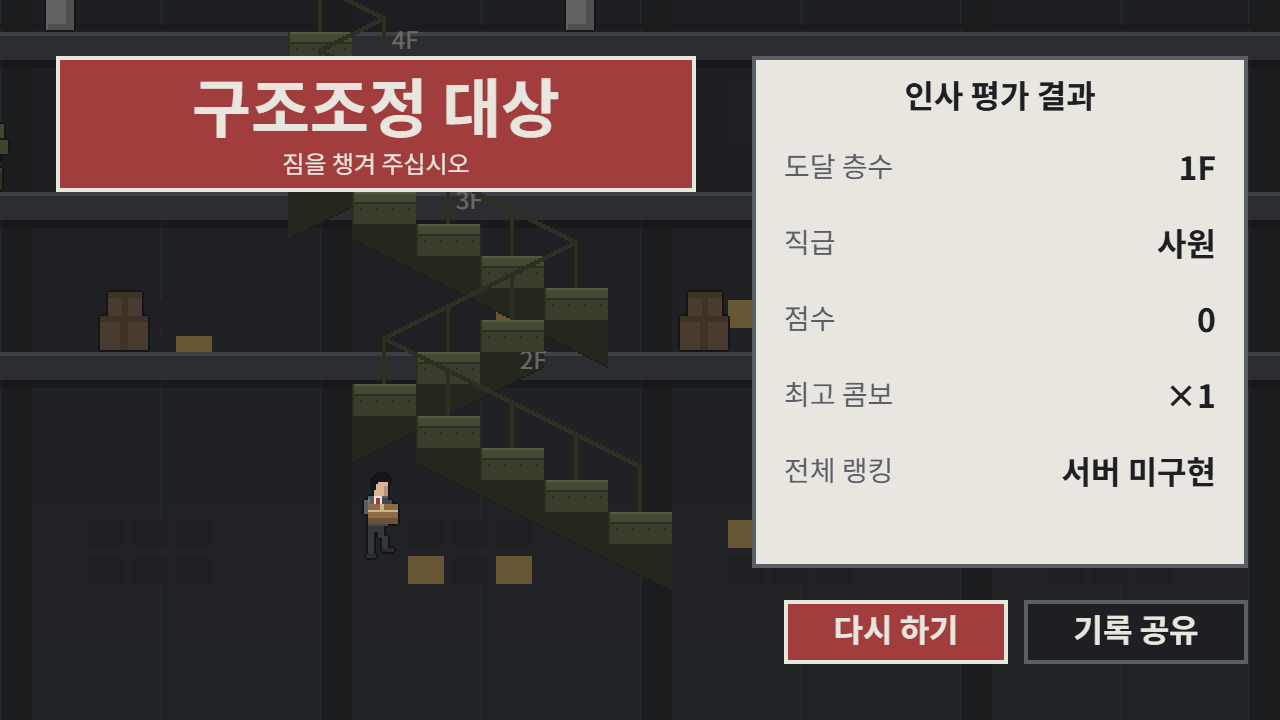 4F
구조조정 대상
짐을 챙겨 주십시오
3F
2F
인사 평가 결과
도달 층수 1F
직급 사원
점수 0
최고 콤보 ×1
전체 랭킹 서버 미구현
다시 하기
기록 공유